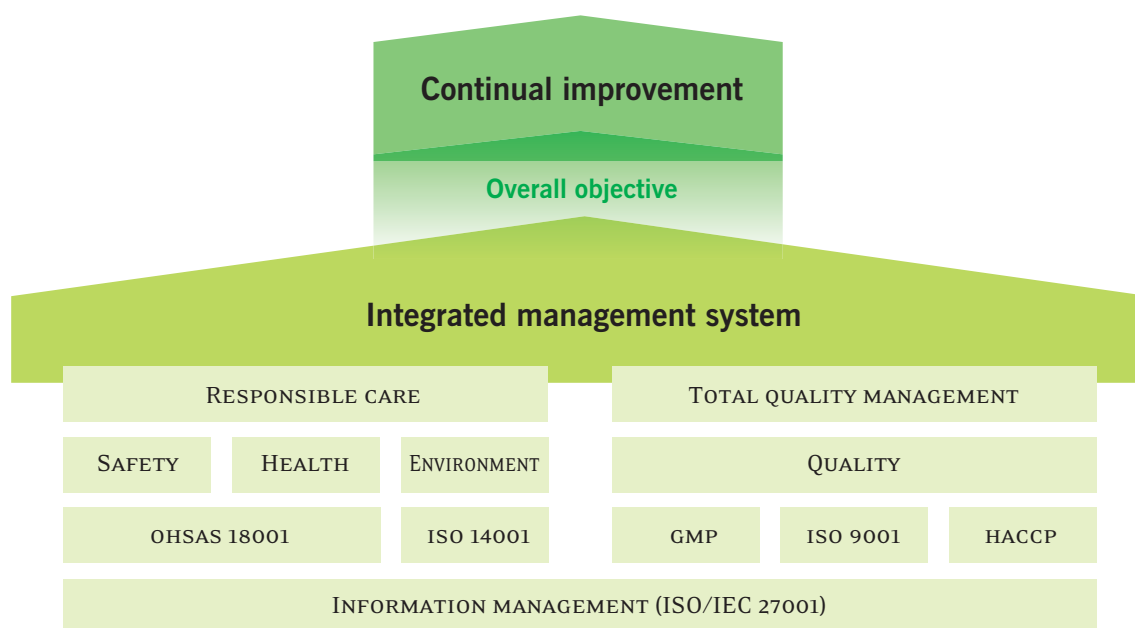 Continual improvement
Overall objective
Integrated management system
RESPONSIBLE CARE
TOTAL QUALITY MANAGEMENT
SAFETY
HEALTH
ENVIRONMENT
QUALITY
OHSAS 18001
ISO 14001
GMP
ISO 9001
HACCP
INFORMATION MANAGEMENT (ISO/IEC 27001)